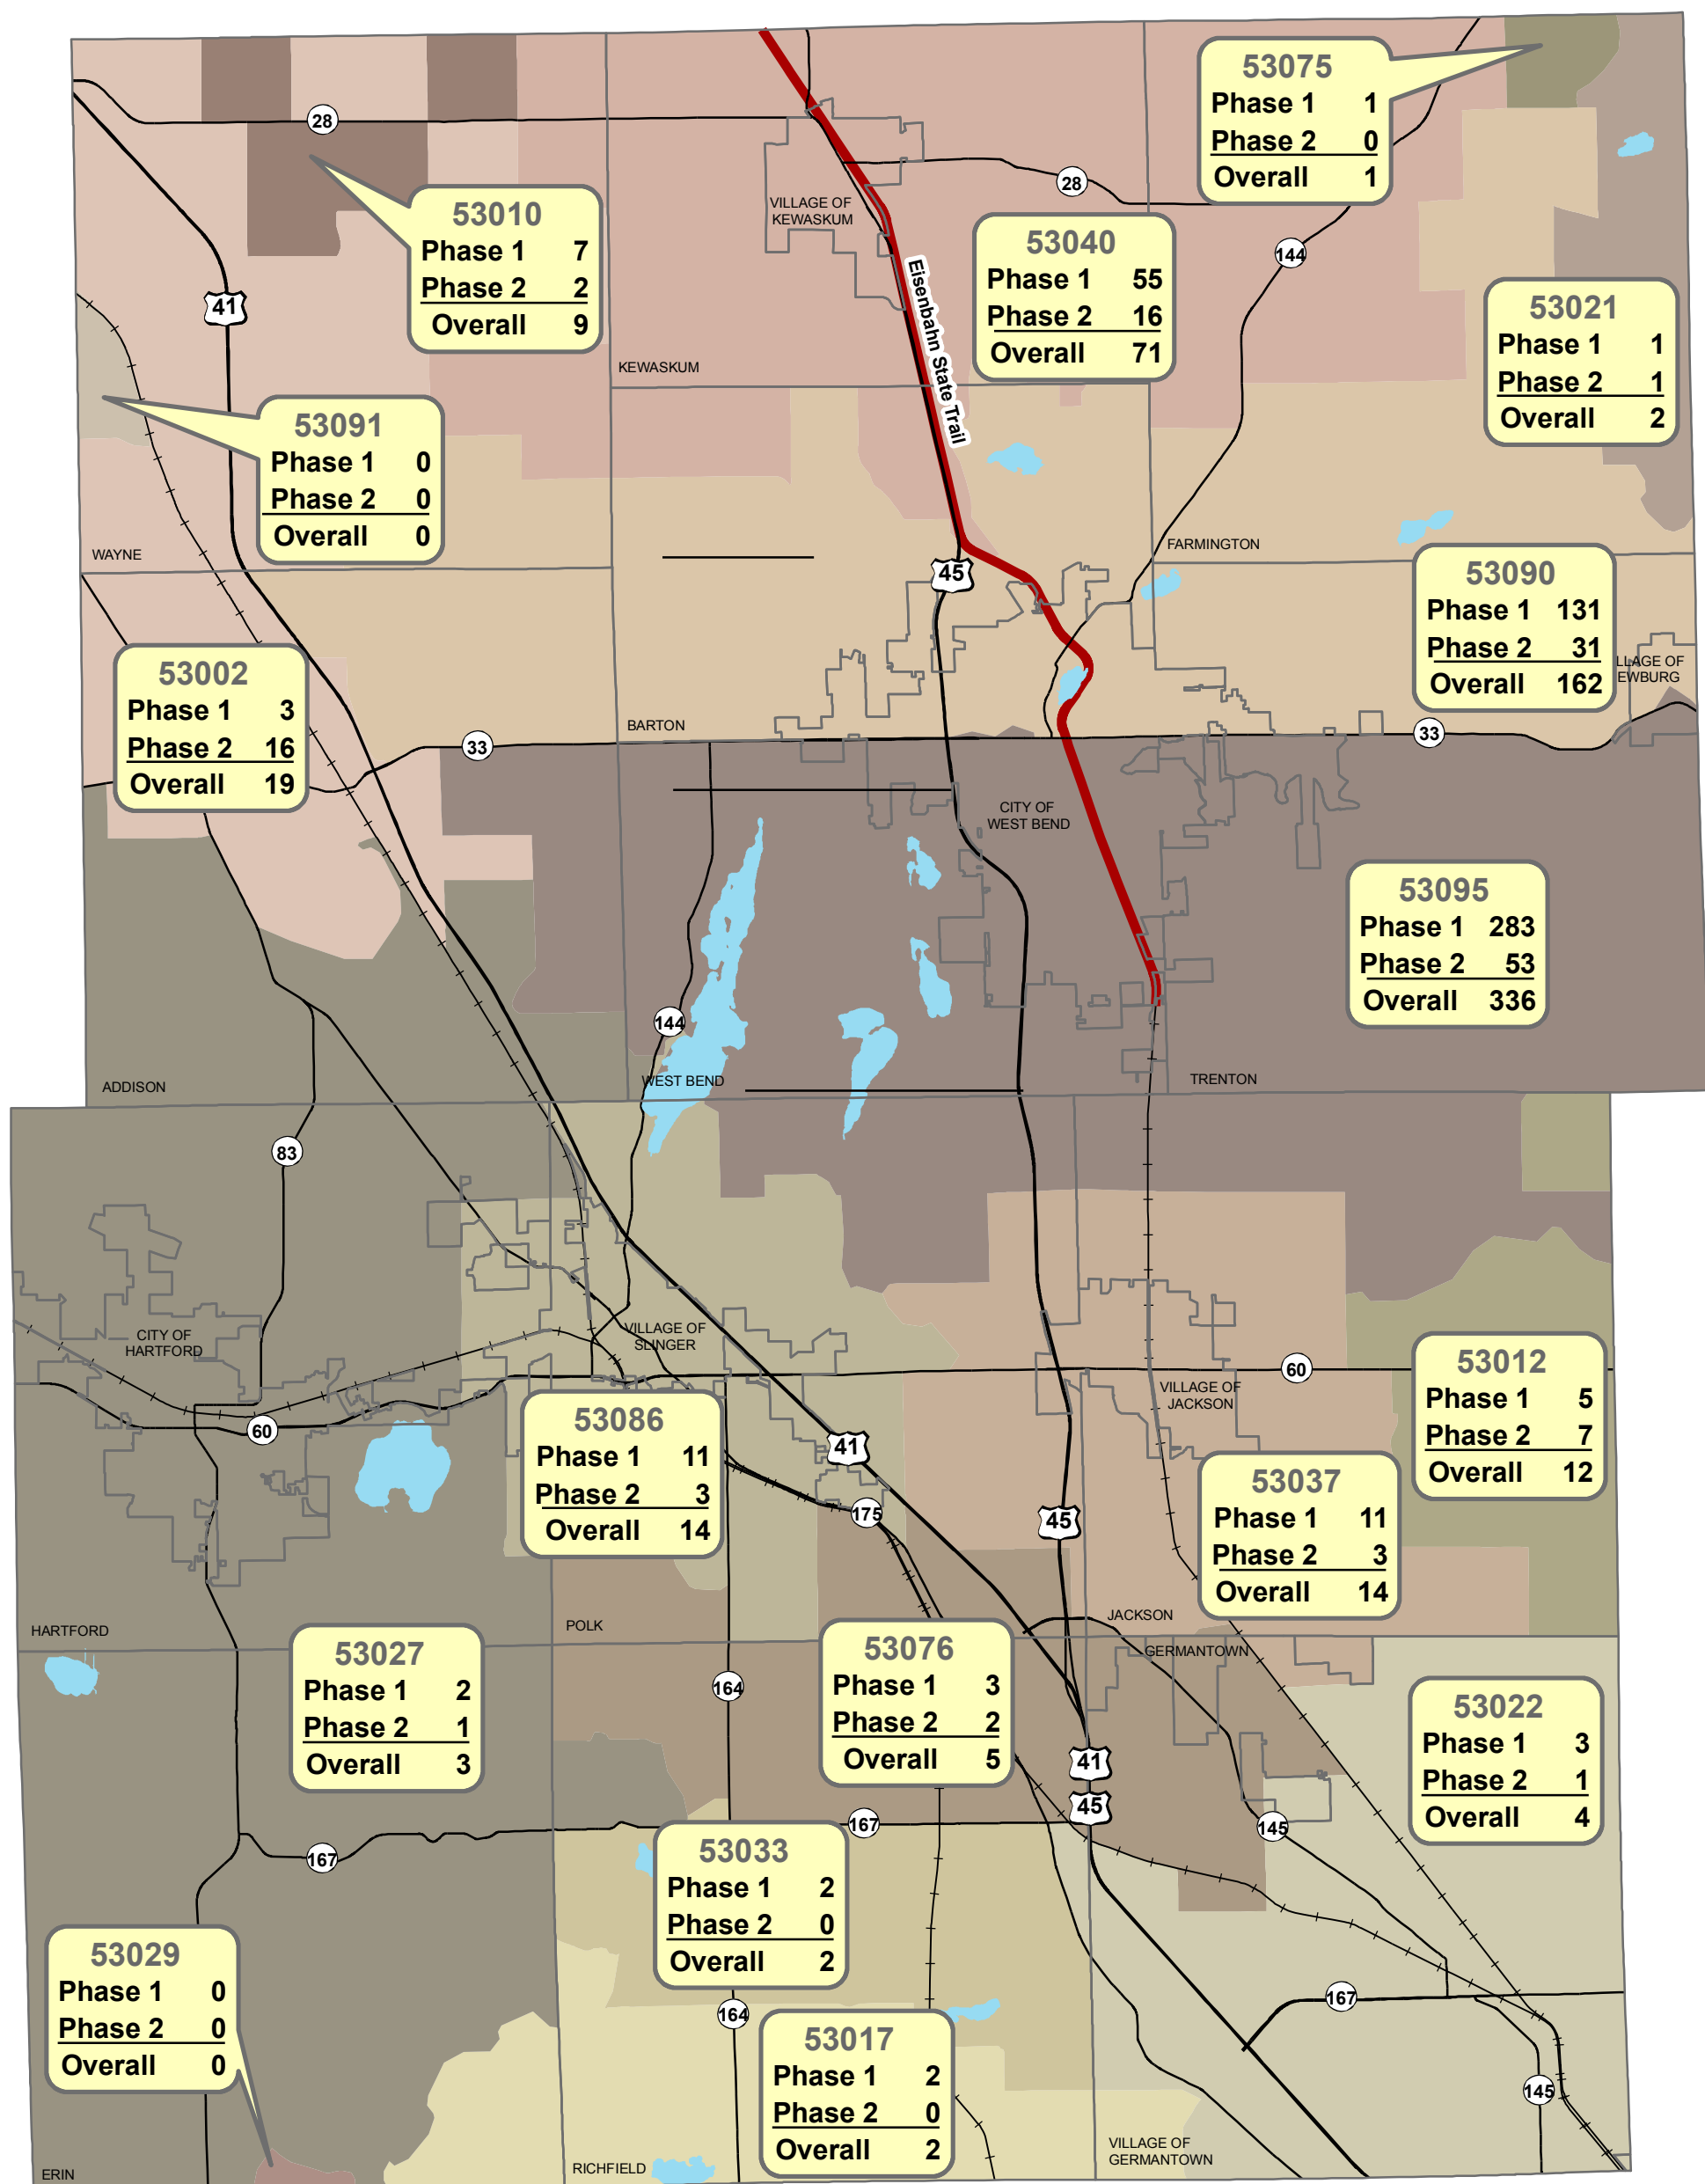 53075
Phase 1 1
Phase 2 0
Overall 1
28
53010
Phase 1 7
Phase 2 2
Overall 9
VILLAGE OF
KEWASKUM
28
53040
Phase 1 55
Phase 2 16
Overall 71
144
41
Eisenbahn State Trail
53021
Phase 1 1
Phase 2 1
Overall 2
KEWASKUM
53091
Phase 1 0
Phase 2 0
Overall 0
WAYNE
FARMINGTON
45
53090
Phase 1 131
Phase 2 31
Overall 162
LLAGE OF
EWBURG
53002
Phase 1 3
Phase 2 16
Overall 19
BARTON
33
33
CITY OF
WEST BEND
53095
Phase 1 283
Phase 2 53
Overall 336
144
ADDISON
WEST BEND
TRENTON
83
CITY OF
HARTFORD
VILLAGE OF
SLINGER
60
VILLAGE OF
JACKSON
53012
Phase 1 5
Phase 2 7
Overall 12
60
53086
Phase 1 11
Phase 2 3
Overall 14
41
175
45
53037
Phase 1 11
Phase 2 3
Overall 14
HARTFORD
POLK
JACKSON
GERMANTOWN
53027
Phase 1 2
Phase 2 1
Overall 3
164
53076
Phase 1 3
Phase 2 2
Overall 5
41
45
53022
Phase 1 3
Phase 2 1
Overall 4
167
167
145
53033
Phase 1 2
Phase 2 0
Overall 2
53029
Phase 1 0
Phase 2 0
Overall 0
164
167
53017
Phase 1 2
Phase 2 0
Overall 2
145
ERIN
RICHFIELD
VILLAGE OF
GERMANTOWN